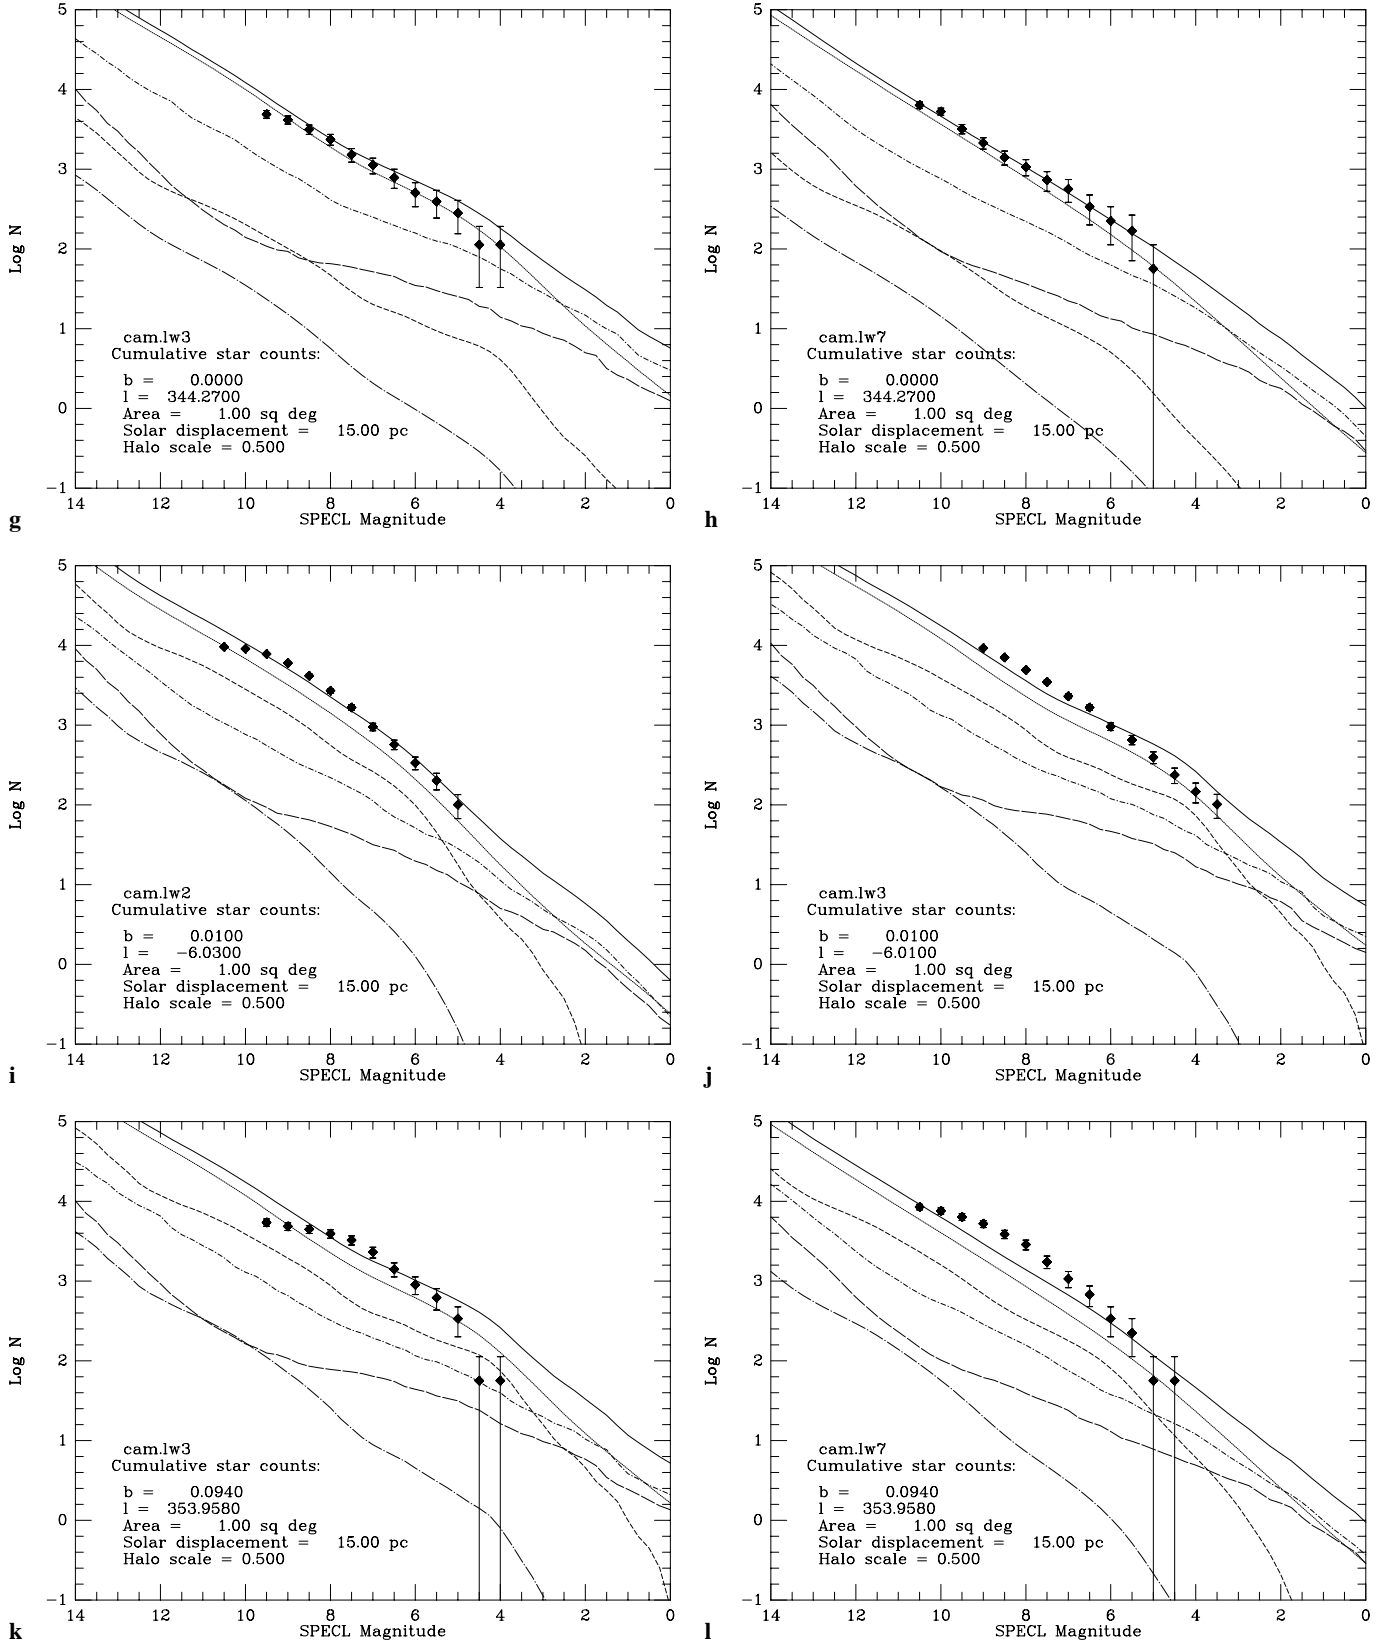 5
4
3
2
1
0
−1
Log N
cam.lw3
Cumulative star counts:
b = 0.0000
l = 344.2700
Area = 1.00 sq deg
Solar displacement = 15.00 pc
Halo scale = 0.500
14 12 10 8 6 4 2 0
SPECL Magnitude
g
5
4
3
2
1
0
−1
Log N
cam.lw7
Cumulative star counts:
b = 0.0000
l = 344.2700
Area = 1.00 sq deg
Solar displacement = 15.00 pc
Halo scale = 0.500
14 12 10 8 6 4 2 0
SPECL Magnitude
h
5
4
3
2
1
0
−1
Log N
cam.lw2
Cumulative star counts:
b = 0.0100
l = −6.0300
Area = 1.00 sq deg
Solar displacement = 15.00 pc
Halo scale = 0.500
14 12 10 8 6 4 2 0
SPECL Magnitude
i
5
4
3
2
1
0
−1
Log N
cam.lw3
Cumulative star counts:
b = 0.0100
l = −6.0100
Area = 1.00 sq deg
Solar displacement = 15.00 pc
Halo scale = 0.500
14 12 10 8 6 4 2 0
SPECL Magnitude
j
5
4
3
2
1
0
−1
Log N
cam.lw3
Cumulative star counts:
b = 0.0940
l = 353.9580
Area = 1.00 sq deg
Solar displacement = 15.00 pc
Halo scale = 0.500
14 12 10 8 6 4 2 0
SPECL Magnitude
k
5
4
3
2
1
0
−1
Log N
cam.lw7
Cumulative star counts:
b = 0.0940
l = 353.9580
Area = 1.00 sq deg
Solar displacement = 15.00 pc
Halo scale = 0.500
14 12 10 8 6 4 2 0
SPECL Magnitude
l